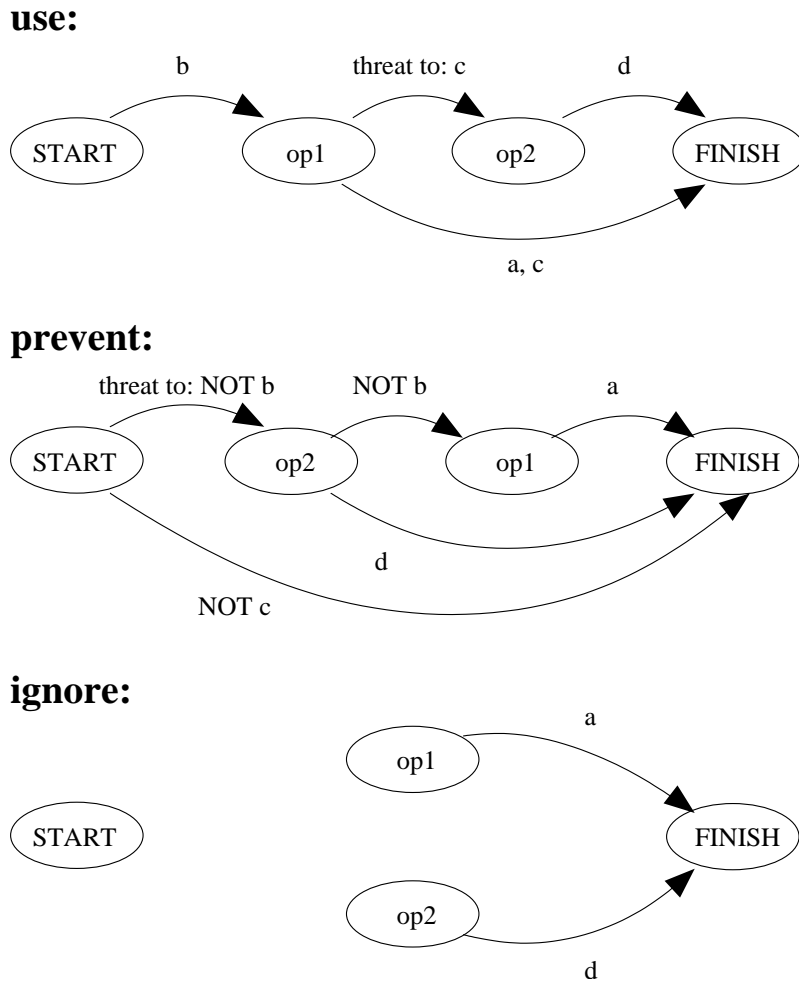 use:
b threat to: c d
START op1 op2 FINISH
a, c
prevent:
threat to: NOT b NOT b a
START op2 op1 FINISH
d
NOT c
ignore:
a
op1
START FINISH
op2
d